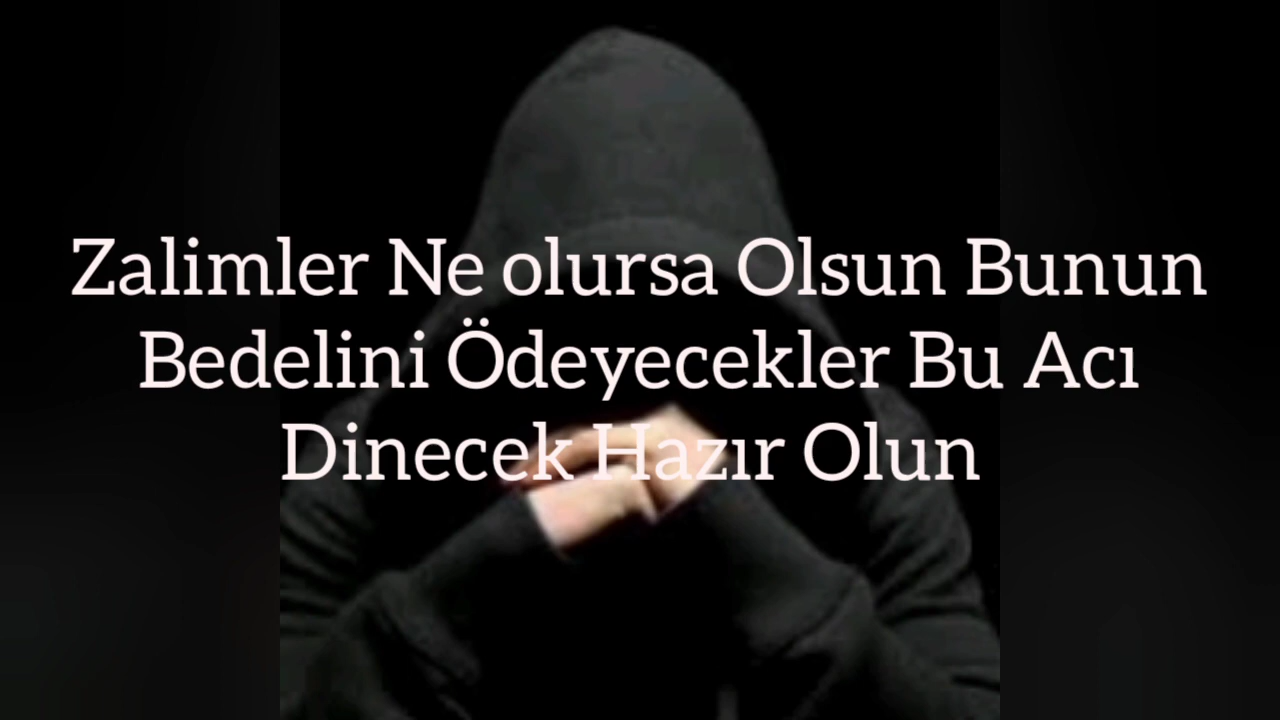 Zalimler Ne olursa Olsun Bunun
Bedelini Ödeyecekler Bu Acı
Dinecek Hazır Olun